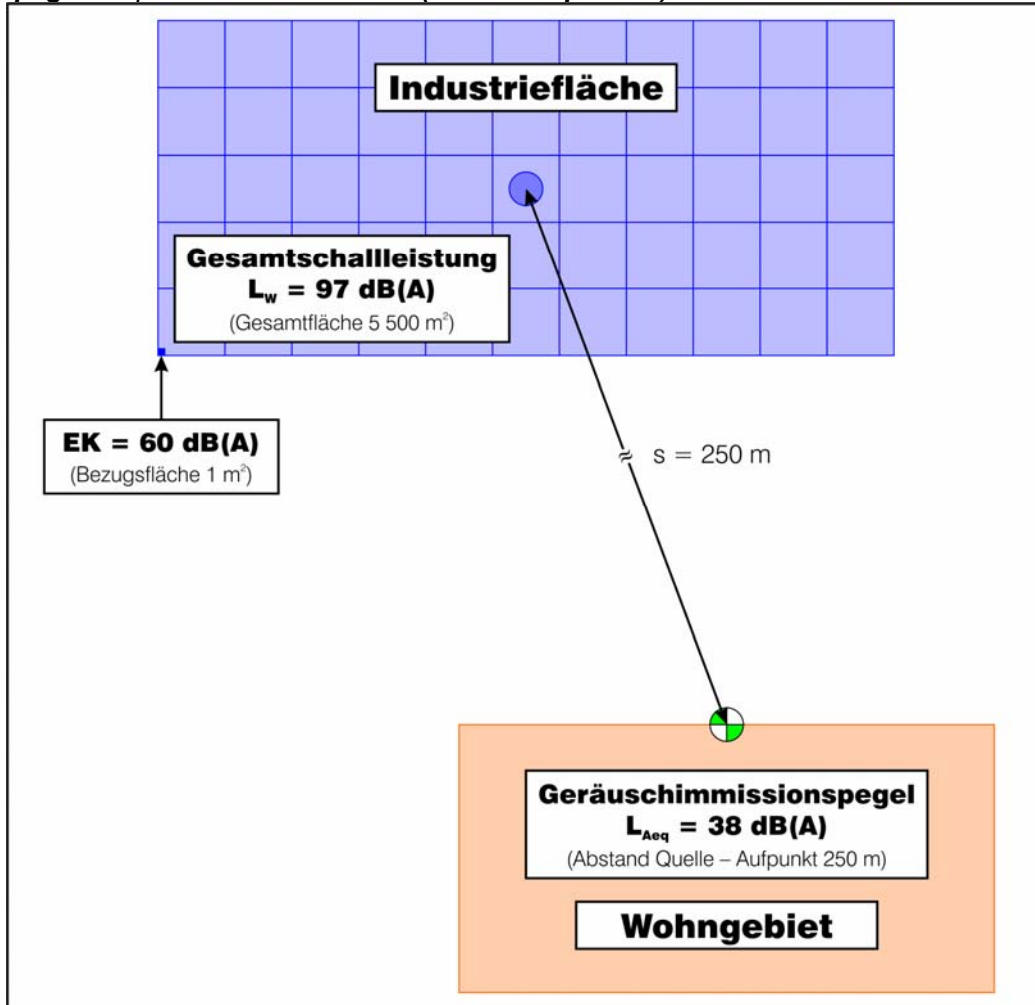 Industriefläche
Gesamtschallleistung
Lw = 97 dB(A)
(Gesamtfläche 5 500 m²)
EK = 60 dB(A)
(Bezugsfläche 1 m²)
s = 250 m
Geräuschimmissionspegel
LAeq = 38 dB(A)
(Abstand Quelle – Aufpunkt 250 m)
Wohngebiet